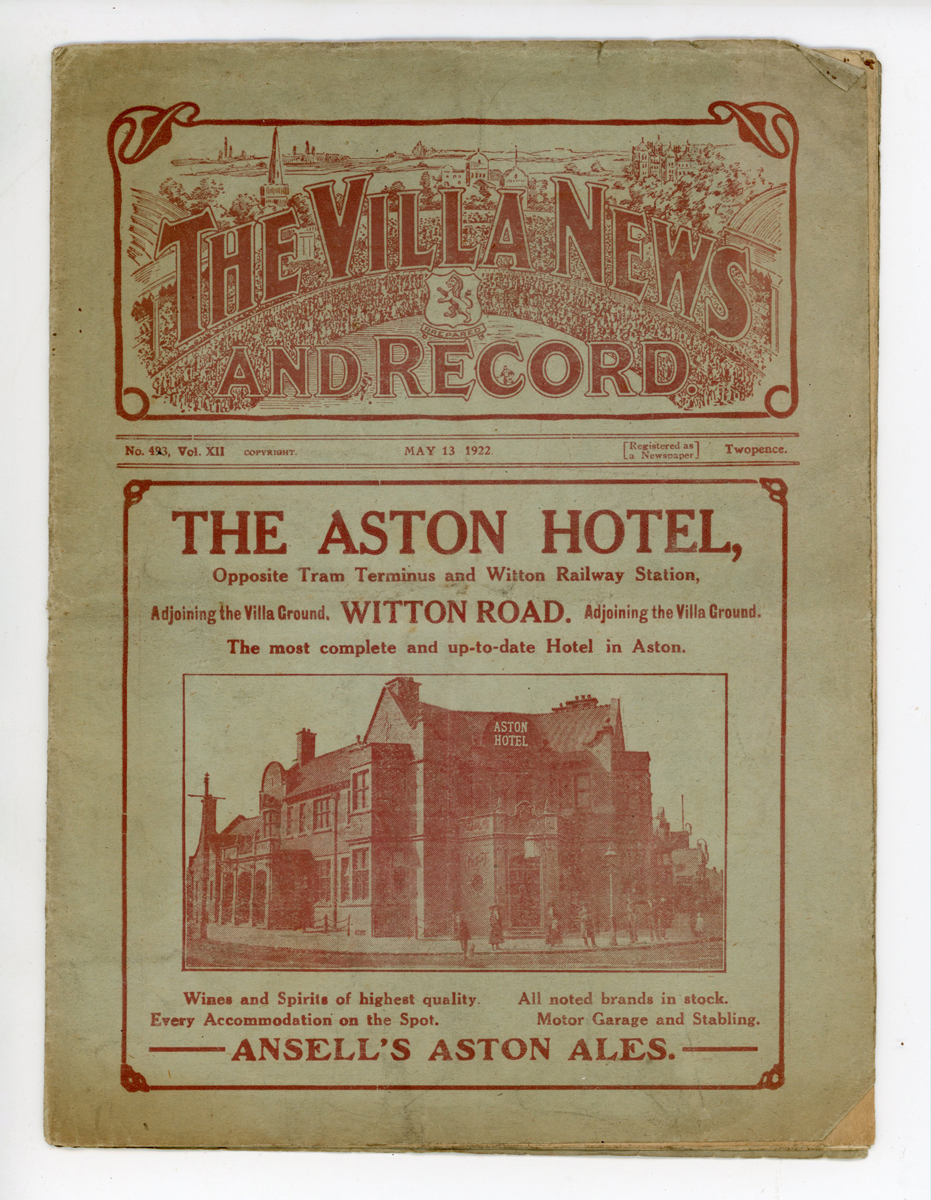 THE VILLA NEWS
PREPARED
AND RECORD.
No. 493, Vol. XII COPYRIGHT. MAY 13 1922 [Registered as a Newspaper] Twopence.
THE ASTON HOTEL,
Opposite Tram Terminus and Witton Railway Station,
Adjoining the Villa Ground. WITTON ROAD. Adjoining the Villa Ground.
The most complete and up-to-date Hotel in Aston.
ASTON
HOTEL
Wines and Spirits of highest quality. All noted brands in stock.
Every Accommodation on the Spot. Motor Garage and Stabling.
ANSELL'S ASTON ALES.